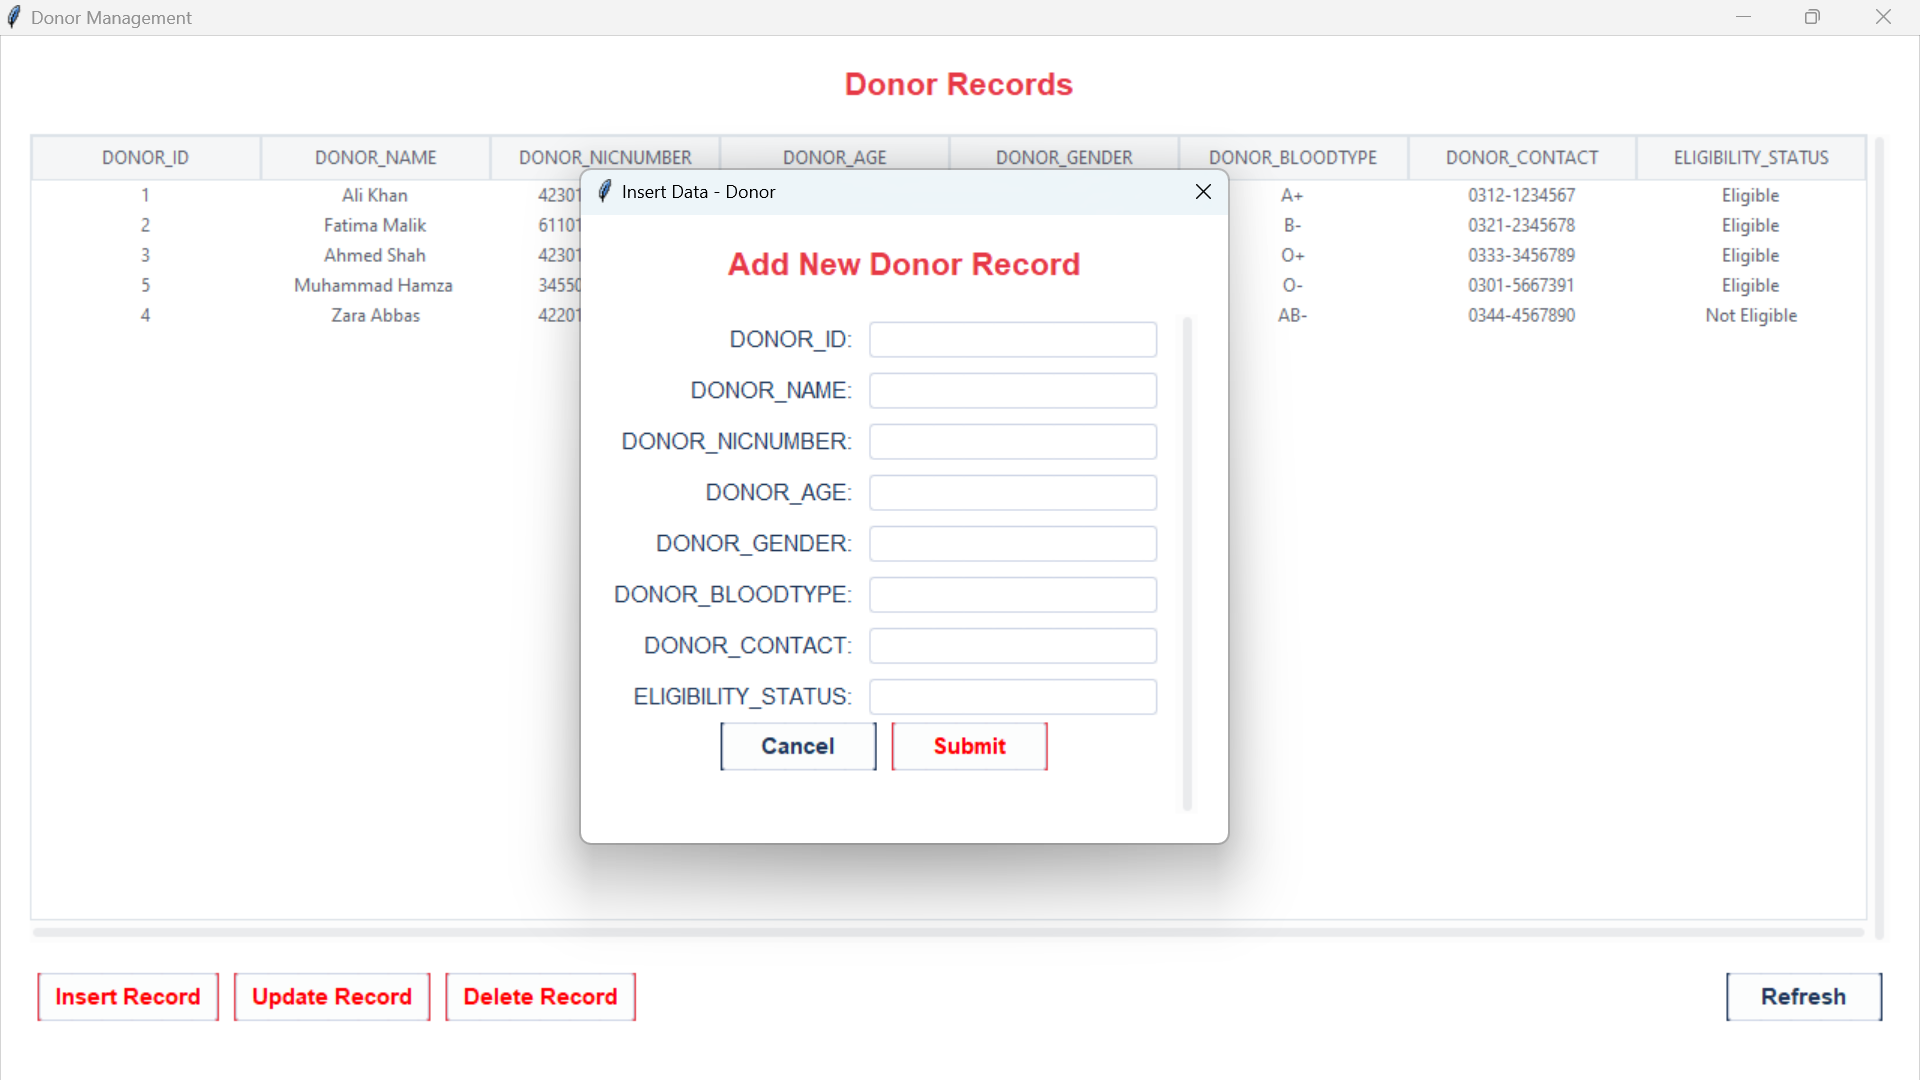 Donor Management
Donor Records
DONOR_ID DONOR_NAME DONOR_NICNUMBER DONOR_AGE DONOR_GENDER DONOR_BLOODTYPE DONOR_CONTACT ELIGIBILITY_STATUS
1 Ali Khan 42301 A+ 0312-1234567 Eligible
2 Fatima Malik 61101 B- 0321-2345678 Eligible
3 Ahmed Shah 42301 O+ 0333-3456789 Eligible
5 Muhammad Hamza 34550 O- 0301-5667391 Eligible
4 Zara Abbas 42201 AB- 0344-4567890 Not Eligible
Insert Data - Donor
Add New Donor Record
DONOR_ID:
DONOR_NAME:
DONOR_NICNUMBER:
DONOR_AGE:
DONOR_GENDER:
DONOR_BLOODTYPE:
DONOR_CONTACT:
ELIGIBILITY_STATUS:
Cancel Submit
Insert Record Update Record Delete Record Refresh